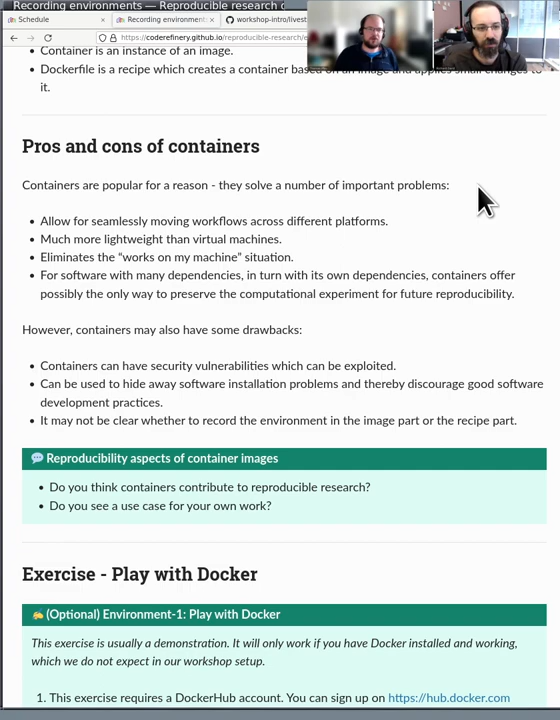 Recording environments — Reproducible research
Schedule
Recording environments
workshop-intro/livest
https://coderefinery.github.io/reproducible-research/e
Container is an instance of an image.
Dockerfile is a recipe which creates a container based on an image and applies small changes to
it.
Pros and cons of containers
Containers are popular for a reason - they solve a number of important problems:
Allow for seamlessly moving workflows across different platforms.
Much more lightweight than virtual machines.
Eliminates the “works on my machine” situation.
For software with many dependencies, in turn with its own dependencies, containers offer
possibly the only way to preserve the computational experiment for future reproducibility.
However, containers may also have some drawbacks:
Containers can have security vulnerabilities which can be exploited.
Can be used to hide away software installation problems and thereby discourage good software
development practices.
It may not be clear whether to record the environment in the image part or the recipe part.
Reproducibility aspects of container images
Do you think containers contribute to reproducible research?
Do you see a use case for your own work?
Exercise - Play with Docker
(Optional) Environment-1: Play with Docker
This exercise is usually a demonstration. It will only work if you have Docker installed and working,
which we do not expect in our workshop setup.
1. This exercise requires a DockerHub account. You can sign up on https://hub.docker.com